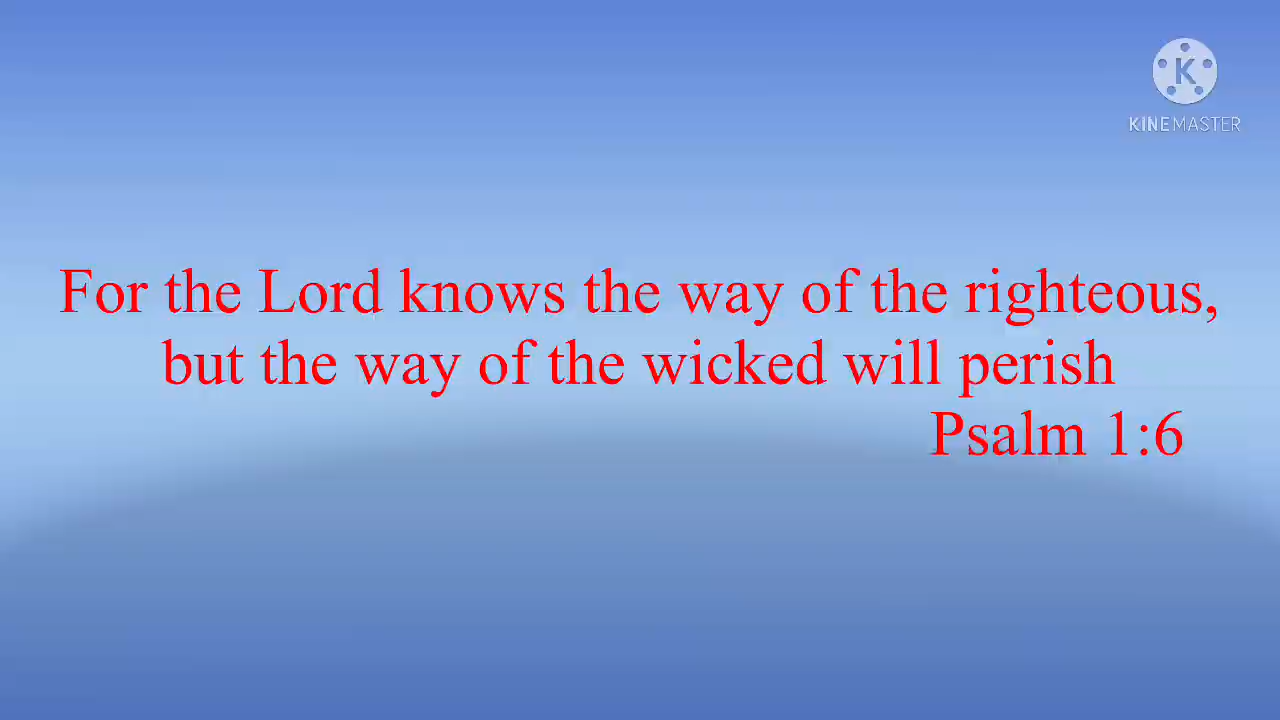 K
KINEMASTER
For the Lord knows the way of the righteous,
but the way of the wicked will perish
Psalm 1:6